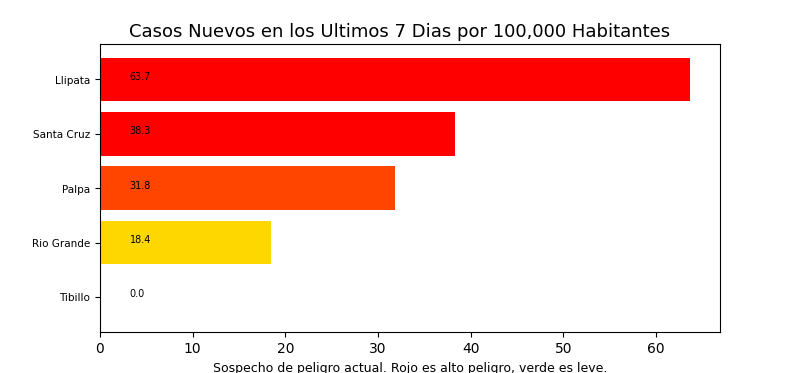 Casos Nuevos en los Ultimos 7 Dias por 100,000 Habitantes
Llipata
63.7
Santa Cruz
38.3
Palpa
31.8
Rio Grande
18.4
Tibillo
0.0
0 10 20 30 40 50 60
Sospecho de peligro actual. Rojo es alto peligro, verde es leve.